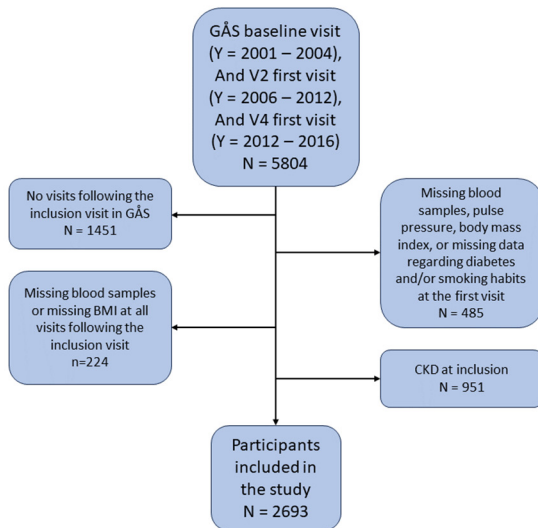 GÅS baseline visit
(Y = 2001 – 2004),
And V2 first visit
(Y = 2006 – 2012),
And V4 first visit
(Y = 2012 – 2016)
N = 5804
No visits following the
inclusion visit in GÅS
N = 1451
Missing blood
samples, pulse
pressure, body mass
index, or missing data
regarding diabetes
and/or smoking habits
at the first visit
N = 485
Missing blood samples
or missing BMI at all
visits following the
inclusion visit
n=224
CKD at inclusion
N = 951
Participants
included in
the study
N = 2693